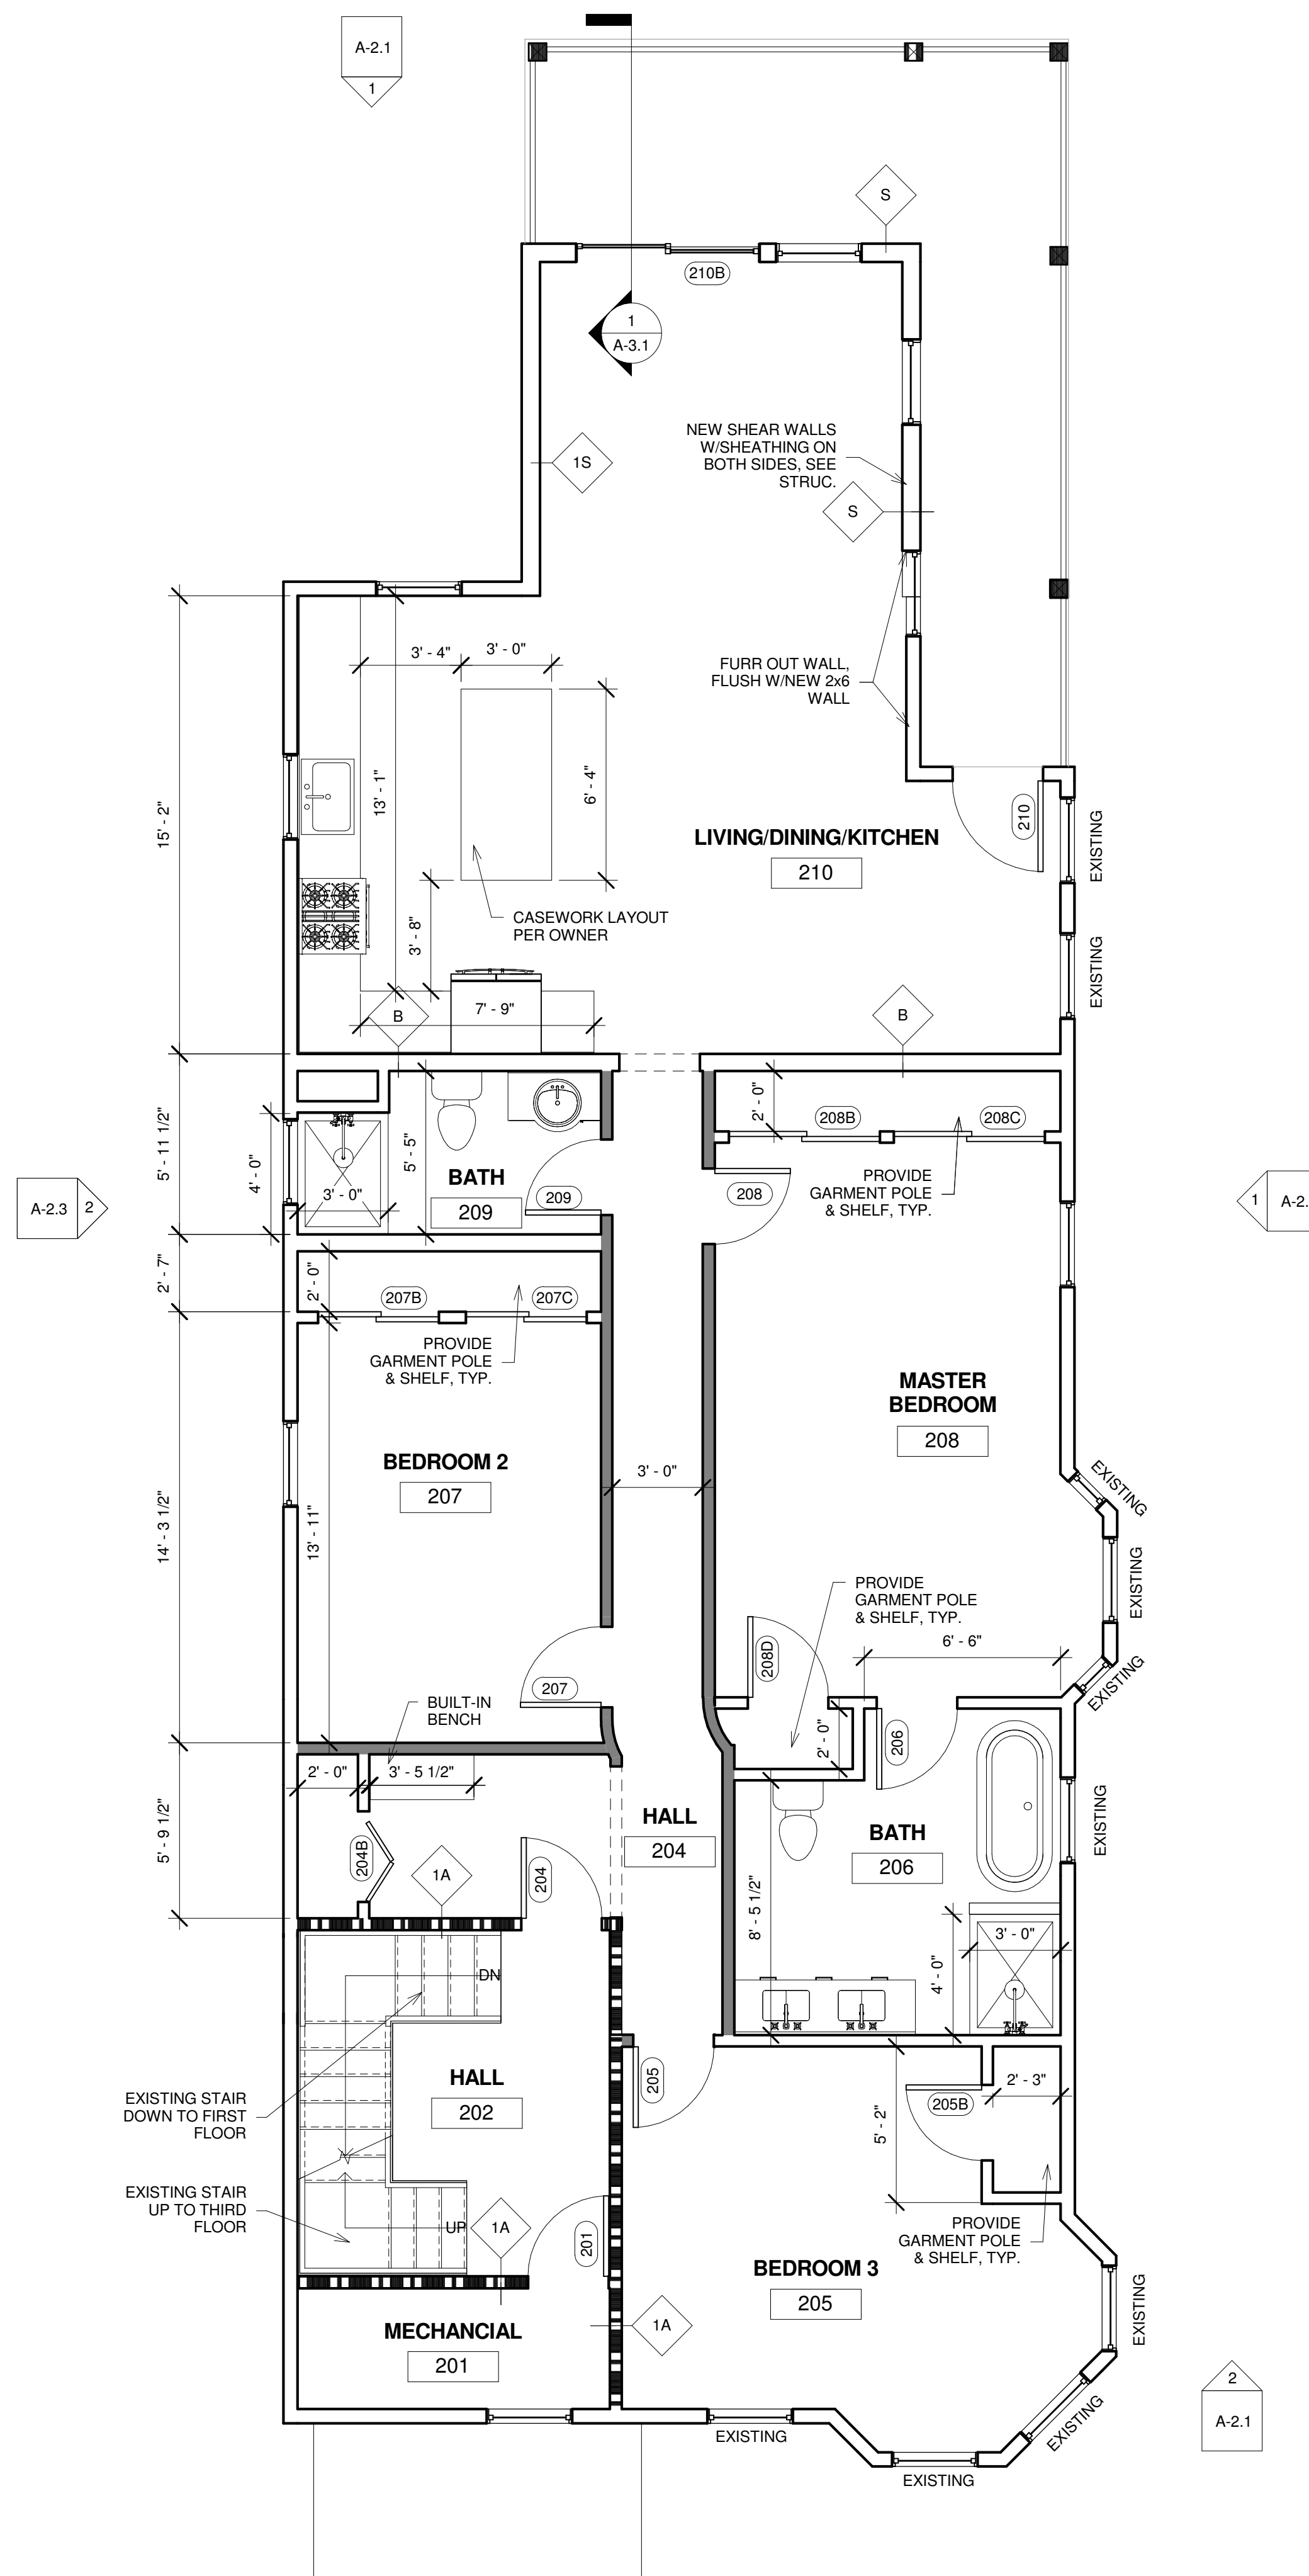 A-2.1
1
S
210B
1
A-3.1
NEW SHEAR WALLS
W/SHEATHING ON
BOTH SIDES, SEE
STRUC.
1S
S
3' - 4"
3' - 0"
FURR OUT WALL,
FLUSH W/NEW 2x6
WALL
13' - 1"
6' - 4"
15' - 2"
210
EXISTING
LIVING/DINING/KITCHEN
210
CASEWORK LAYOUT
PER OWNER
3' - 8"
EXISTING
7' - 9"
B
B
2' - 0"
208B
208C
5' - 11 1/2"
4' - 0"
5' - 5"
BATH
209
3' - 0"
209
208
PROVIDE
GARMENT POLE
& SHELF, TYP.
A-2.3
2
1
A-2.
2' - 7"
2' - 0"
207B
207C
PROVIDE
GARMENT POLE
& SHELF, TYP.
MASTER
BEDROOM
208
BEDROOM 2
207
3' - 0"
EXISTING
14' - 3 1/2"
13' - 11"
EXISTING
PROVIDE
GARMENT POLE
& SHELF, TYP.
208D
6' - 6"
EXISTING
207
BUILT-IN
BENCH
2' - 0"
206
2' - 0"
3' - 5 1/2"
HALL
204
BATH
206
EXISTING
5' - 9 1/2"
204B
1A
204
8' - 5 1/2"
3' - 0"
4' - 0"
DN
HALL
202
205
2' - 3"
205B
5' - 2"
EXISTING STAIR
DOWN TO FIRST
FLOOR
EXISTING STAIR
UP TO THIRD
FLOOR
UP
1A
201
PROVIDE
GARMENT POLE
& SHELF, TYP.
BEDROOM 3
205
EXISTING
MECHANCIAL
201
1A
EXISTING
2
A-2.1
EXISTING
EXISTING